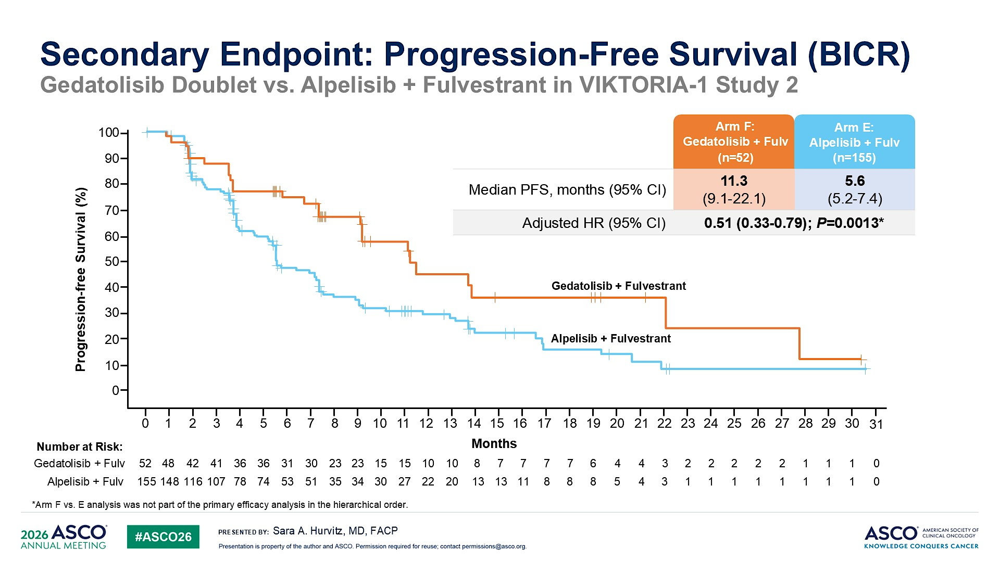 Secondary Endpoint: Progression-Free Survival (BICR)
Gedatolisib Doublet vs. Alpelisib + Fulvestrant in VIKTORIA-1 Study 2
Arm F:
Gedatolisib + Fulv
(n=52)
Arm E:
Alpelisib + Fulv
(n=155)
Median PFS, months (95% CI)
11.3
(9.1-22.1)
5.6
(5.2-7.4)
Adjusted HR (95% CI)
0.51 (0.33-0.79); P=0.0013*
Progression-free Survival (%)
100
90
80
70
60
50
40
30
20
10
0
Gedatolisib + Fulvestrant
Alpelisib + Fulvestrant
0 1 2 3 4 5 6 7 8 9 10 11 12 13 14 15 16 17 18 19 20 21 22 23 24 25 26 27 28 29 30 31
Months
Number at Risk:
Gedatolisib + Fulv 52 48 42 41 36 36 31 30 23 23 15 15 10 10 8 7 7 7 7 6 4 4 3 2 2 2 2 2 1 1 1 0
Alpelisib + Fulv 155 148 116 107 78 74 53 51 35 34 30 27 22 20 13 13 11 8 8 8 5 4 3 1 1 1 1 1 1 1 1 0
*Arm F vs. E analysis was not part of the primary efficacy analysis in the hierarchical order.
2026 ASCO
ANNUAL MEETING
#ASCO26
PRESENTED BY: Sara A. Hurvitz, MD, FACP
Presentation is property of the author and ASCO. Permission required for reuse; contact permissions@asco.org.
ASCO AMERICAN SOCIETY OF
CLINICAL ONCOLOGY
KNOWLEDGE CONQUERS CANCER